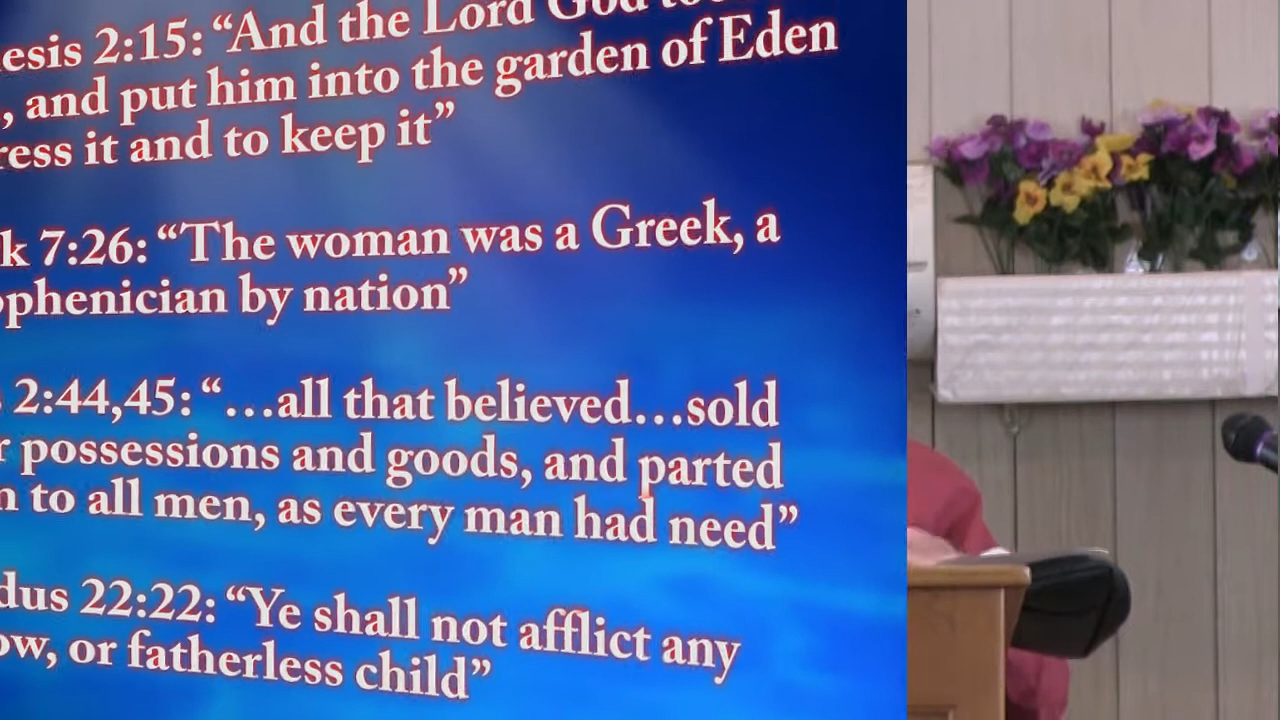 esis 2:15: “And the Lord God
, and put him into the garden of Eden
ress it and to keep it”
k 7:26: “The woman was a Greek, a
ophenician by nation”
2:44,45: “…all that believed…sold
r possessions and goods, and parted
n to all men, as every man had need”
dus 22:22: “Ye shall not afflict any
ow, or fatherless child”